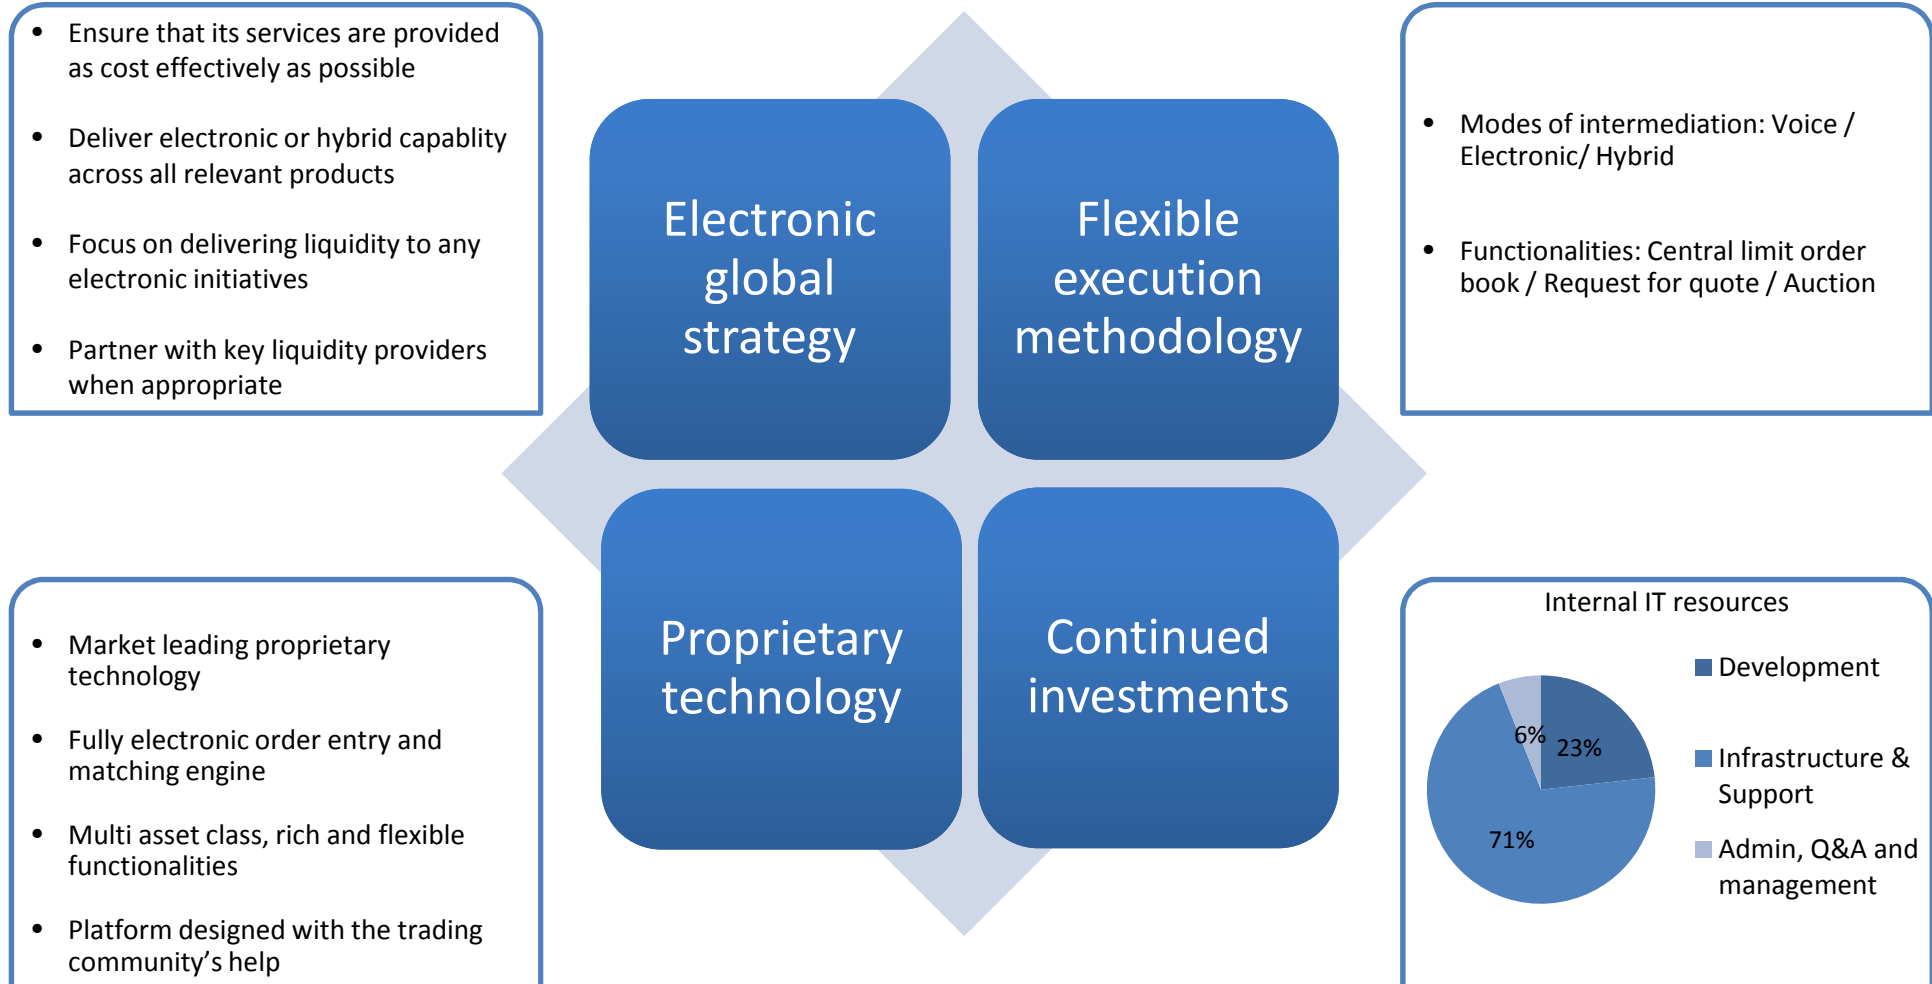 • Ensure that its services are provided
as cost effectively as possible
• Deliver electronic or hybrid capablity
across all relevant products
• Focus on delivering liquidity to any
electronic initiatives
• Partner with key liquidity providers
when appropriate
Electronic
global
strategy
Flexible
execution
methodology
• Modes of intermediation: Voice /
Electronic/ Hybrid
• Functionalities: Central limit order
book / Request for quote / Auction
• Market leading proprietary
technology
• Fully electronic order entry and
matching engine
• Multi asset class, rich and flexible
functionalities
• Platform designed with the trading
community’s help
Proprietary
technology
Continued
investments
Internal IT resources
6%
23%
71%
Development
Infrastructure &
Support
Admin, Q&A and
management